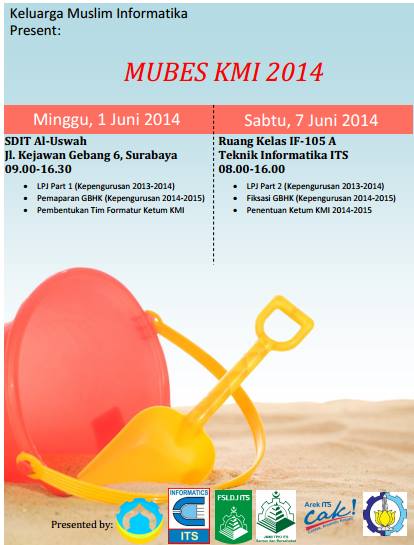 Keluarga Muslim Informatika
Present:
MUBES KMI 2014
Minggu, 1 Juni 2014
SDIT Al-Uswah
Jl. Kejawan Gebang 6, Surabaya
09.00-16.30
• LPJ Part 1 (Kepengurusan 2013-2014)
• Pemaparan GBHK (Kepengurusan 2014-2015)
• Pembentukan Tim Formatur Ketum KMI
Sabtu, 7 Juni 2014
Ruang Kelas IF-105 A
Teknik Informatika ITS
08.00-16.00
• LPJ Part 2 (Kepengurusan 2013-2014)
• Fiksasi GBHK (Kepengurusan 2014-2015)
• Penentuan Ketum KMI 2014-2015
Presented by:
INFORMATICS
ITS
FSLDJITS
Arek ITS
cak!